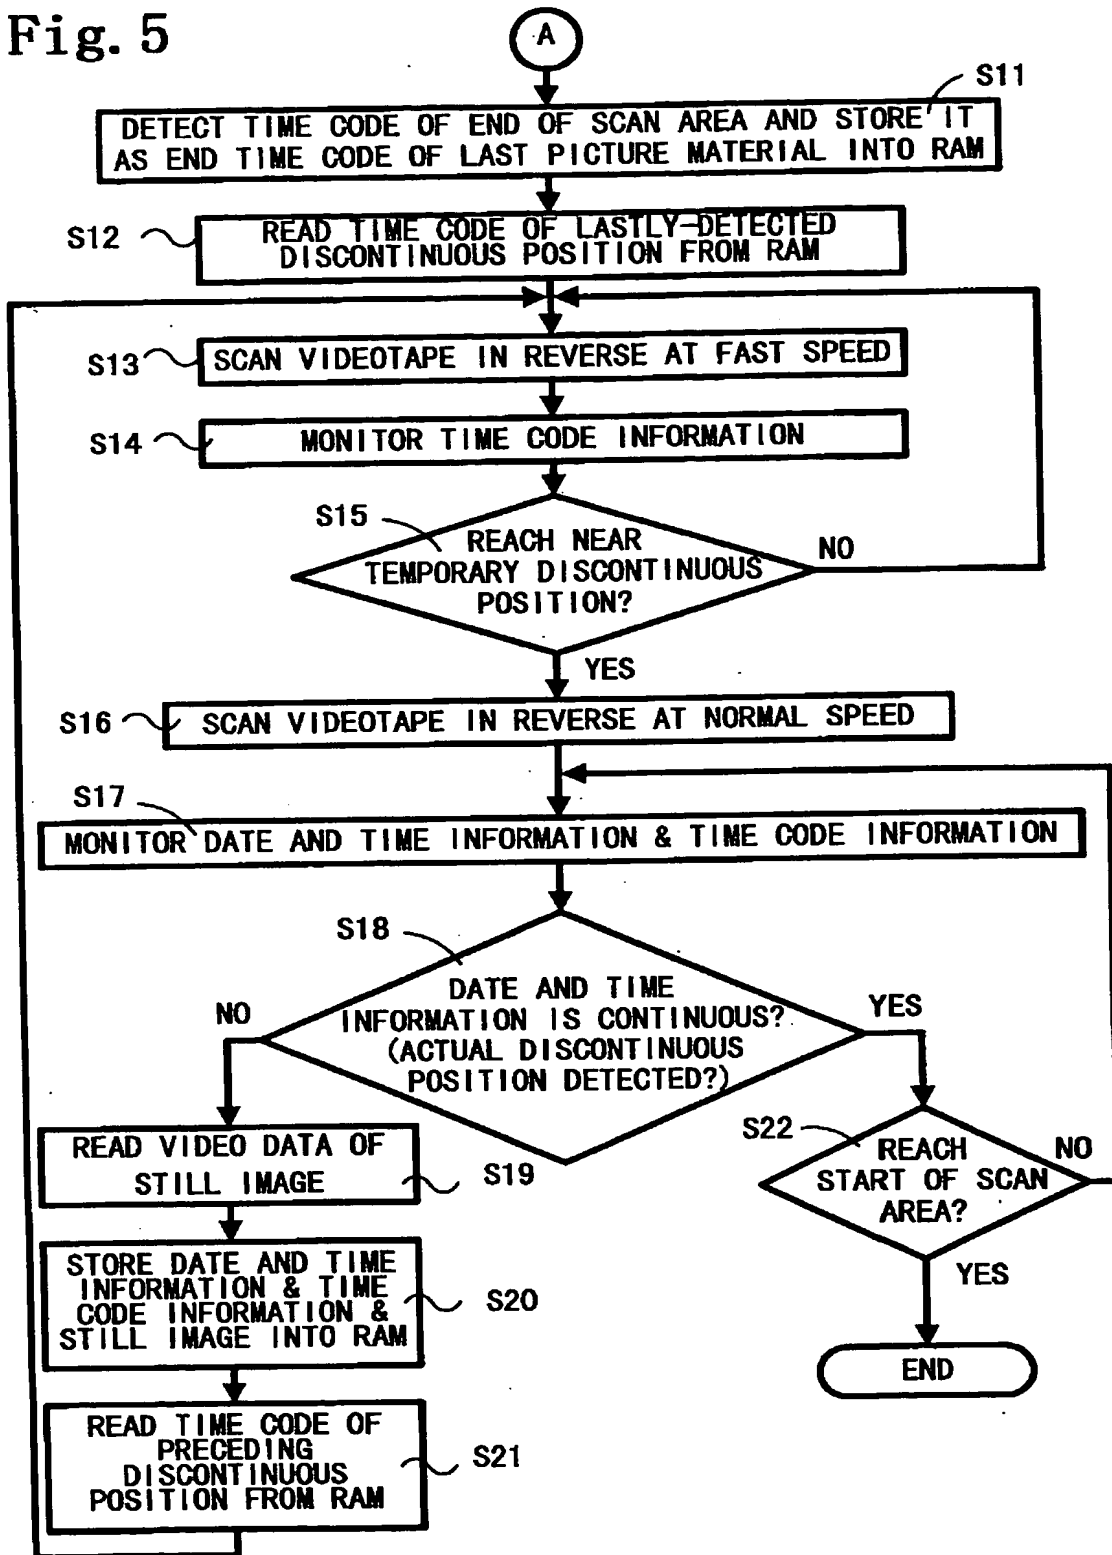 Fig. 5
A
S11
DETECT TIME CODE OF END OF SCAN AREA AND STORE IT
AS END TIME CODE OF LAST PICTURE MATERIAL INTO RAM
S12
READ TIME CODE OF LASTLY-DETECTED
DISCONTINUOUS POSITION FROM RAM
S13
SCAN VIDEOTAPE IN REVERSE AT FAST SPEED
S14
MONITOR TIME CODE INFORMATION
S15
REACH NEAR
TEMPORARY DISCONTINUOUS
POSITION?
NO
YES
S16
SCAN VIDEOTAPE IN REVERSE AT NORMAL SPEED
S17
MONITOR DATE AND TIME INFORMATION & TIME CODE INFORMATION
S18
DATE AND TIME
INFORMATION IS CONTINUOUS?
(ACTUAL DISCONTINUOUS
POSITION DETECTED?)
NO
YES
READ VIDEO DATA OF
STILL IMAGE
S19
S22
REACH
START OF SCAN
AREA?
NO
YES
STORE DATE AND TIME
INFORMATION & TIME
CODE INFORMATION &
STILL IMAGE INTO RAM
S20
END
READ TIME CODE OF
PRECEDING
DISCONTINUOUS
POSITION FROM RAM
S21